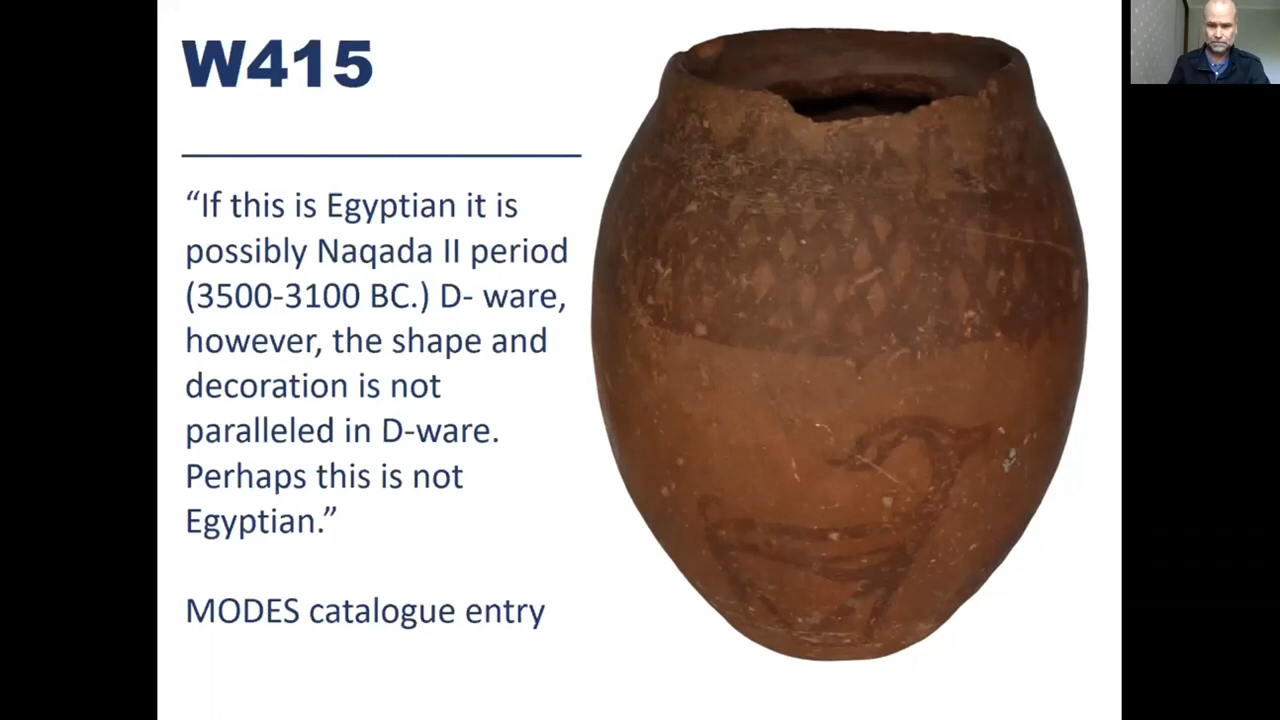 W415
“If this is Egyptian it is
possibly Naqada II period
(3500-3100 BC.) D- ware,
however, the shape and
decoration is not
paralleled in D-ware.
Perhaps this is not
Egyptian.”
MODES catalogue entry